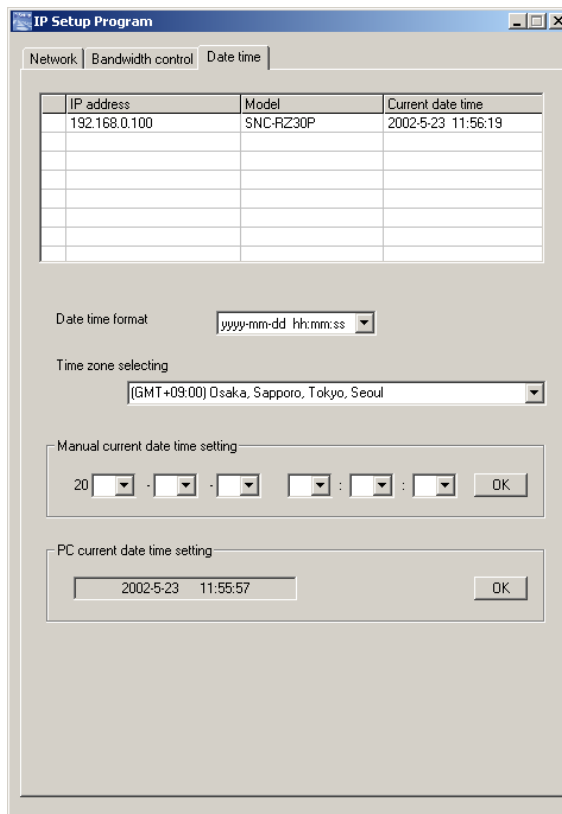 IP Setup Program
Network Bandwidth control Date time
IP address Model Current date time
192.168.0.100 SNC-RZ30P 2002-5-23 11:56:19
Date time format yyyy-mm-dd hh:mm:ss
Time zone selecting
(GMT+09:00) Osaka, Sapporo, Tokyo, Seoul
Manual current date time setting
20 - - : : OK
PC current date time setting
2002-5-23 11:55:57 OK